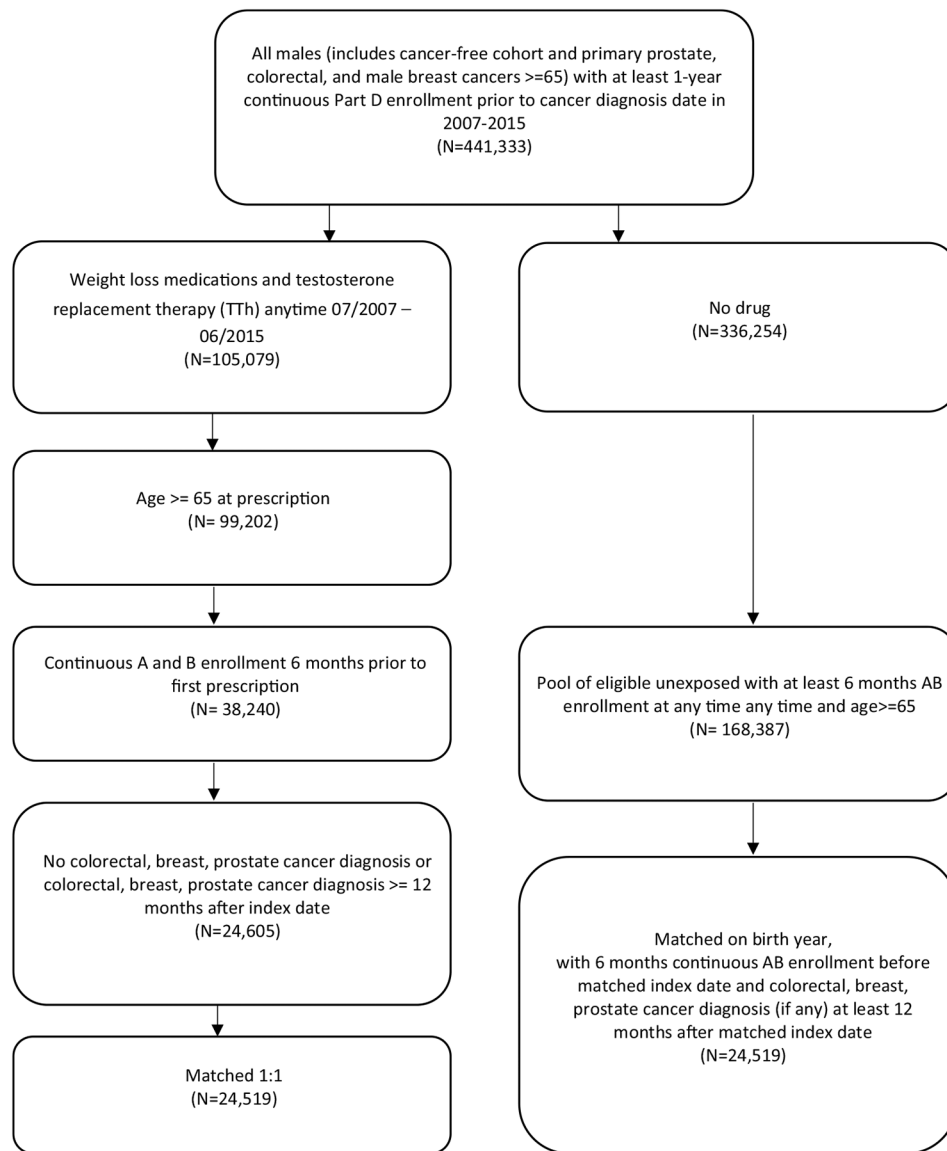 All males (includes cancer-free cohort and primary prostate,
colorectal, and male breast cancers >=65) with at least 1-year
continuous Part D enrollment prior to cancer diagnosis date in
2007-2015
(N=441,333)
Weight loss medications and testosterone
replacement therapy (TTh) anytime 07/2007 –
06/2015
(N=105,079)
No drug
(N=336,254)
Age >= 65 at prescription
(N= 99,202)
Continuous A and B enrollment 6 months prior to
first prescription
(N= 38,240)
Pool of eligible unexposed with at least 6 months AB
enrollment at any time any time and age>=65
(N= 168,387)
No colorectal, breast, prostate cancer diagnosis or
colorectal, breast, prostate cancer diagnosis >= 12
months after index date
(N=24,605)
Matched on birth year,
with 6 months continuous AB enrollment before
matched index date and colorectal, breast,
prostate cancer diagnosis (if any) at least 12
months after matched index date
(N=24,519)
Matched 1:1
(N=24,519)